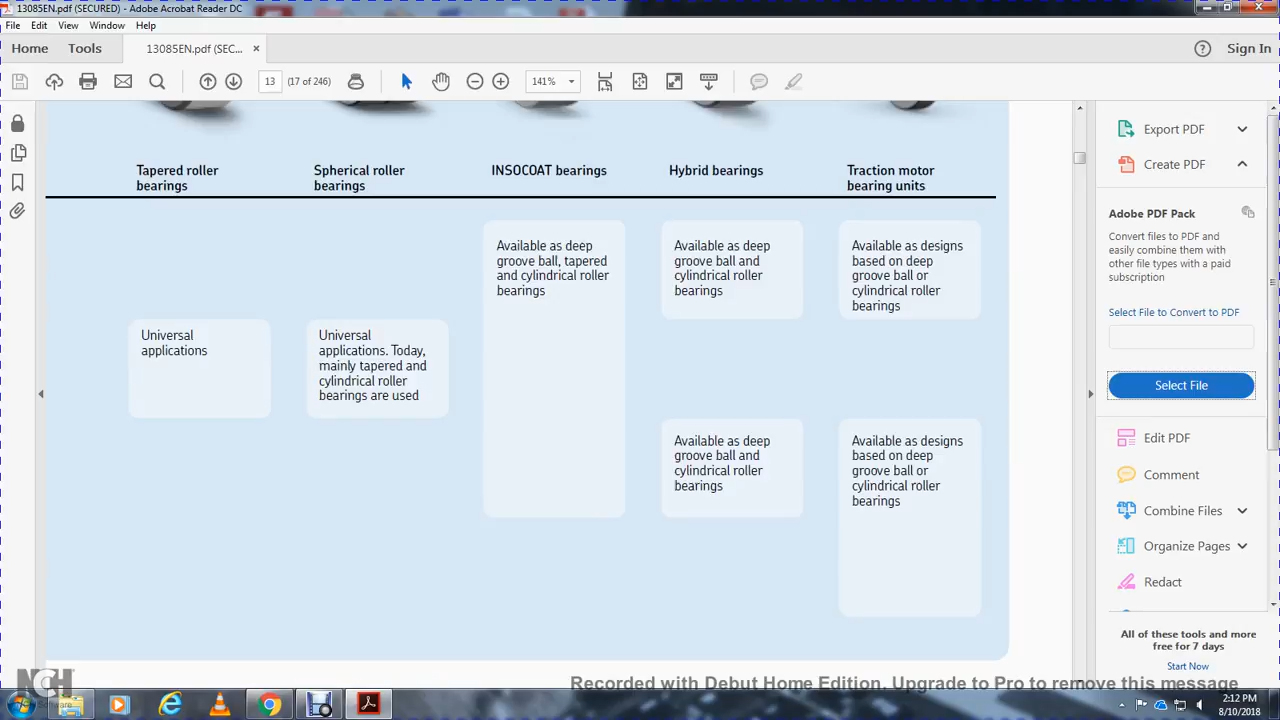 13085EN.pdf (SECURED) - Adobe Acrobat Reader DC
File Edit View Window Help
Home Tools 13085EN.pdf (SEC... × Sign In
13 (17 of 246) 141%
Tapered roller
bearings
Spherical roller
bearings
INSOCOAT bearings
Hybrid bearings
Traction motor
bearing units
Available as deep
groove ball, tapered
and cylindrical roller
bearings
Available as deep
groove ball and
cylindrical roller
bearings
Available as designs
based on deep
groove ball or
cylindrical roller
bearings
Universal
applications
Universal
applications. Today,
mainly tapered and
cylindrical roller
bearings are used
Available as deep
groove ball and
cylindrical roller
bearings
Available as designs
based on deep
groove ball or
cylindrical roller
bearings
Export PDF
Create PDF
Adobe PDF Pack
Convert files to PDF and
easily combine them with
other file types with a paid
subscription
Select File to Convert to PDF
Select File
Edit PDF
Comment
Combine Files
Organize Pages
Redact
All of these tools and more
free for 7 days
Start Now
NCH
Recorded with Debut Home Edition. Upgrade to Pro to remove this message
2:12 PM
8/10/2018